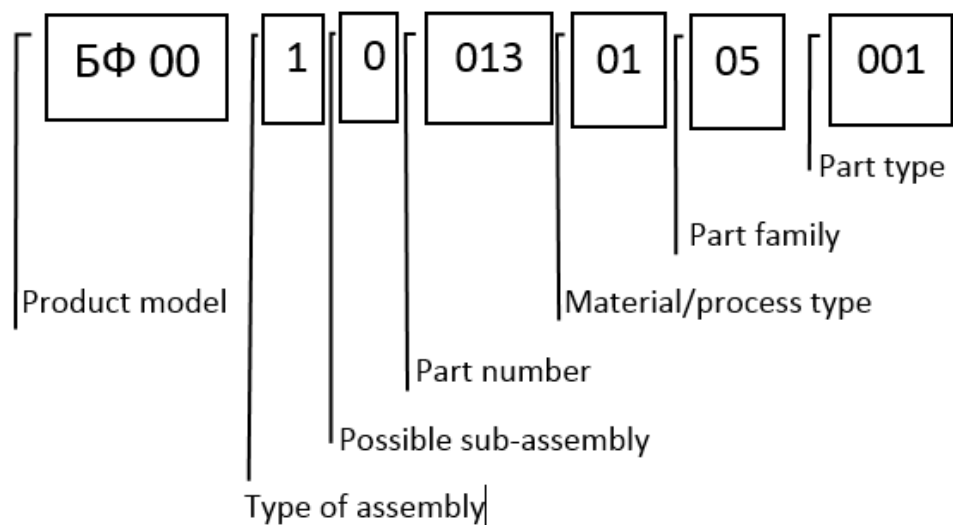 БФ 00 1 0 013 01 05 001
Part type
Part family
Product model
Material/process type
Part number
Possible sub-assembly
Type of assembly